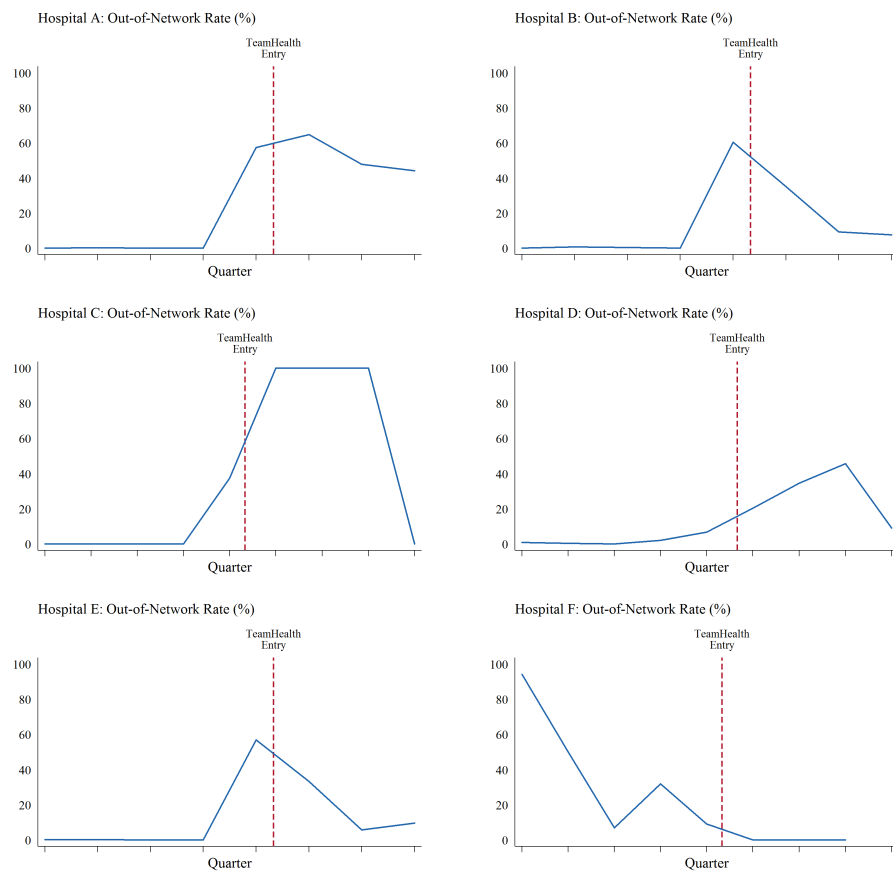 Hospital A: Out-of-Network Rate (%)
TeamHealth
Entry
100
80
60
40
20
0
Quarter
Hospital B: Out-of-Network Rate (%)
TeamHealth
Entry
100
80
60
40
20
0
Quarter
Hospital C: Out-of-Network Rate (%)
TeamHealth
Entry
100
80
60
40
20
0
Quarter
Hospital D: Out-of-Network Rate (%)
TeamHealth
Entry
100
80
60
40
20
0
Quarter
Hospital E: Out-of-Network Rate (%)
TeamHealth
Entry
100
80
60
40
20
0
Quarter
Hospital F: Out-of-Network Rate (%)
TeamHealth
Entry
100
80
60
40
20
0
Quarter